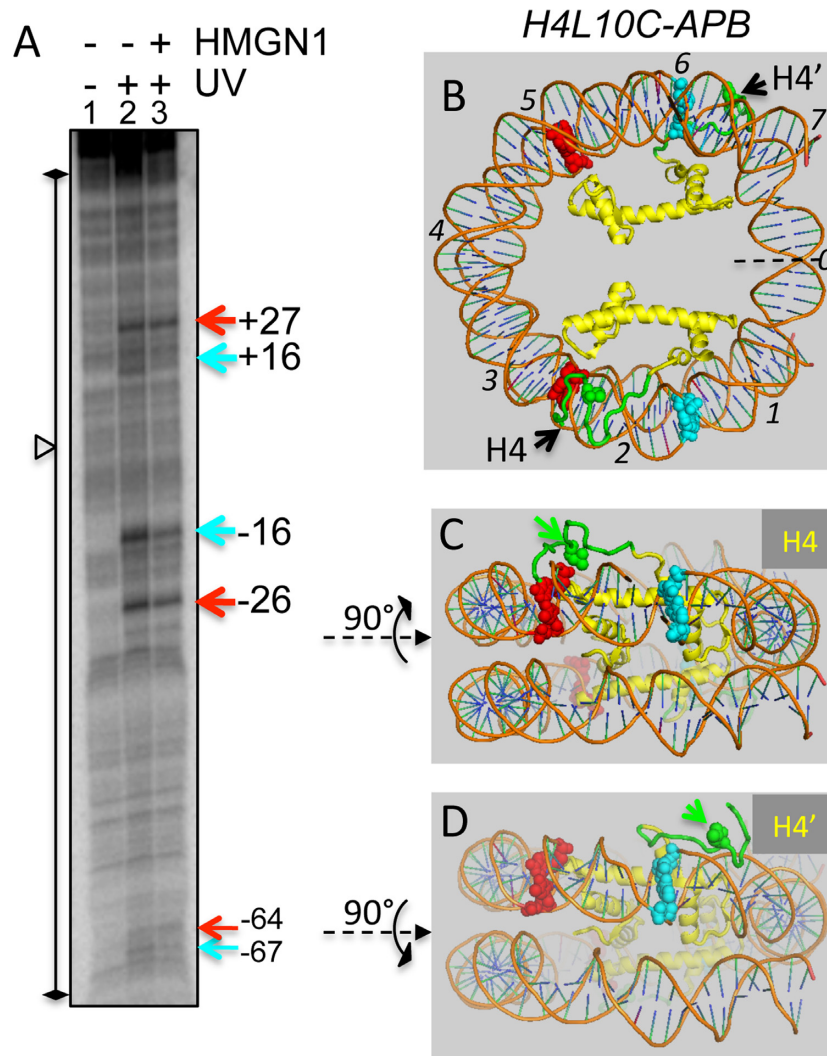 A
- - + HMGN1
- + + UV
1 2 3
+27
+16
-16
-26
-64
-67
H4L10C-APB
B
6
H4'
5
7
4
0
3
H4
2
1
90°
C
H4
90°
D
H4'